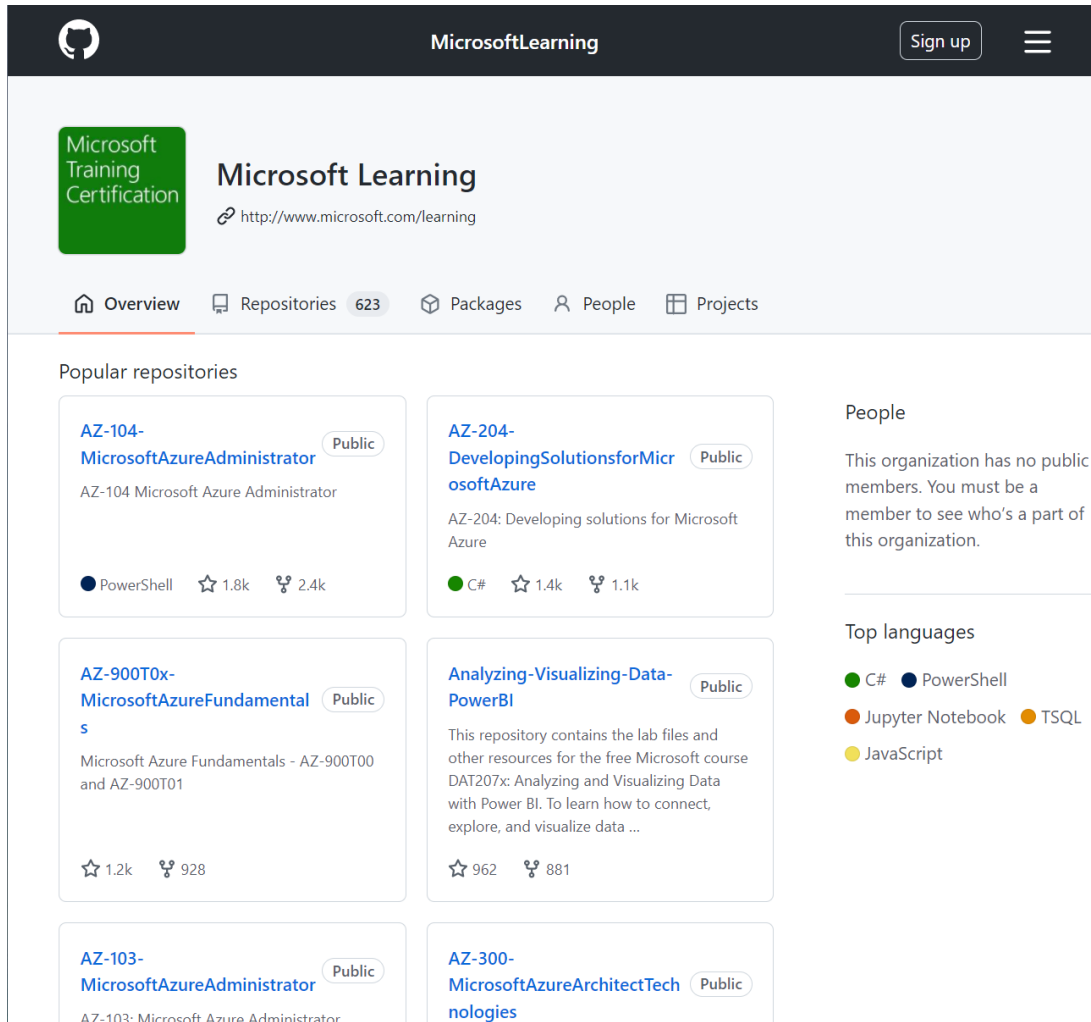 MicrosoftLearning
Sign up
Microsoft
Training
Certification
Microsoft Learning
http://www.microsoft.com/learning
Overview
Repositories 623
Packages
People
Projects
Popular repositories
AZ-104-
MicrosoftAzureAdministrator
Public
AZ-104 Microsoft Azure Administrator
PowerShell 1.8k 2.4k
AZ-204-
DevelopingSolutionsforMicr
osoftAzure
Public
AZ-204: Developing solutions for Microsoft
Azure
C# 1.4k 1.1k
AZ-900T0x-
MicrosoftAzureFundamental
s
Public
Microsoft Azure Fundamentals - AZ-900T00
and AZ-900T01
1.2k 928
Analyzing-Visualizing-Data-
PowerBI
Public
This repository contains the lab files and
other resources for the free Microsoft course
DAT207x: Analyzing and Visualizing Data
with Power BI. To learn how to connect,
explore, and visualize data ...
962 881
AZ-103-
MicrosoftAzureAdministrator
Public
AZ-103: Microsoft Azure Administrator
AZ-300-
MicrosoftAzureArchitectTech
nologies
Public
People
This organization has no public
members. You must be a
member to see who's a part of
this organization.
Top languages
C# PowerShell
Jupyter Notebook TSQL
JavaScript